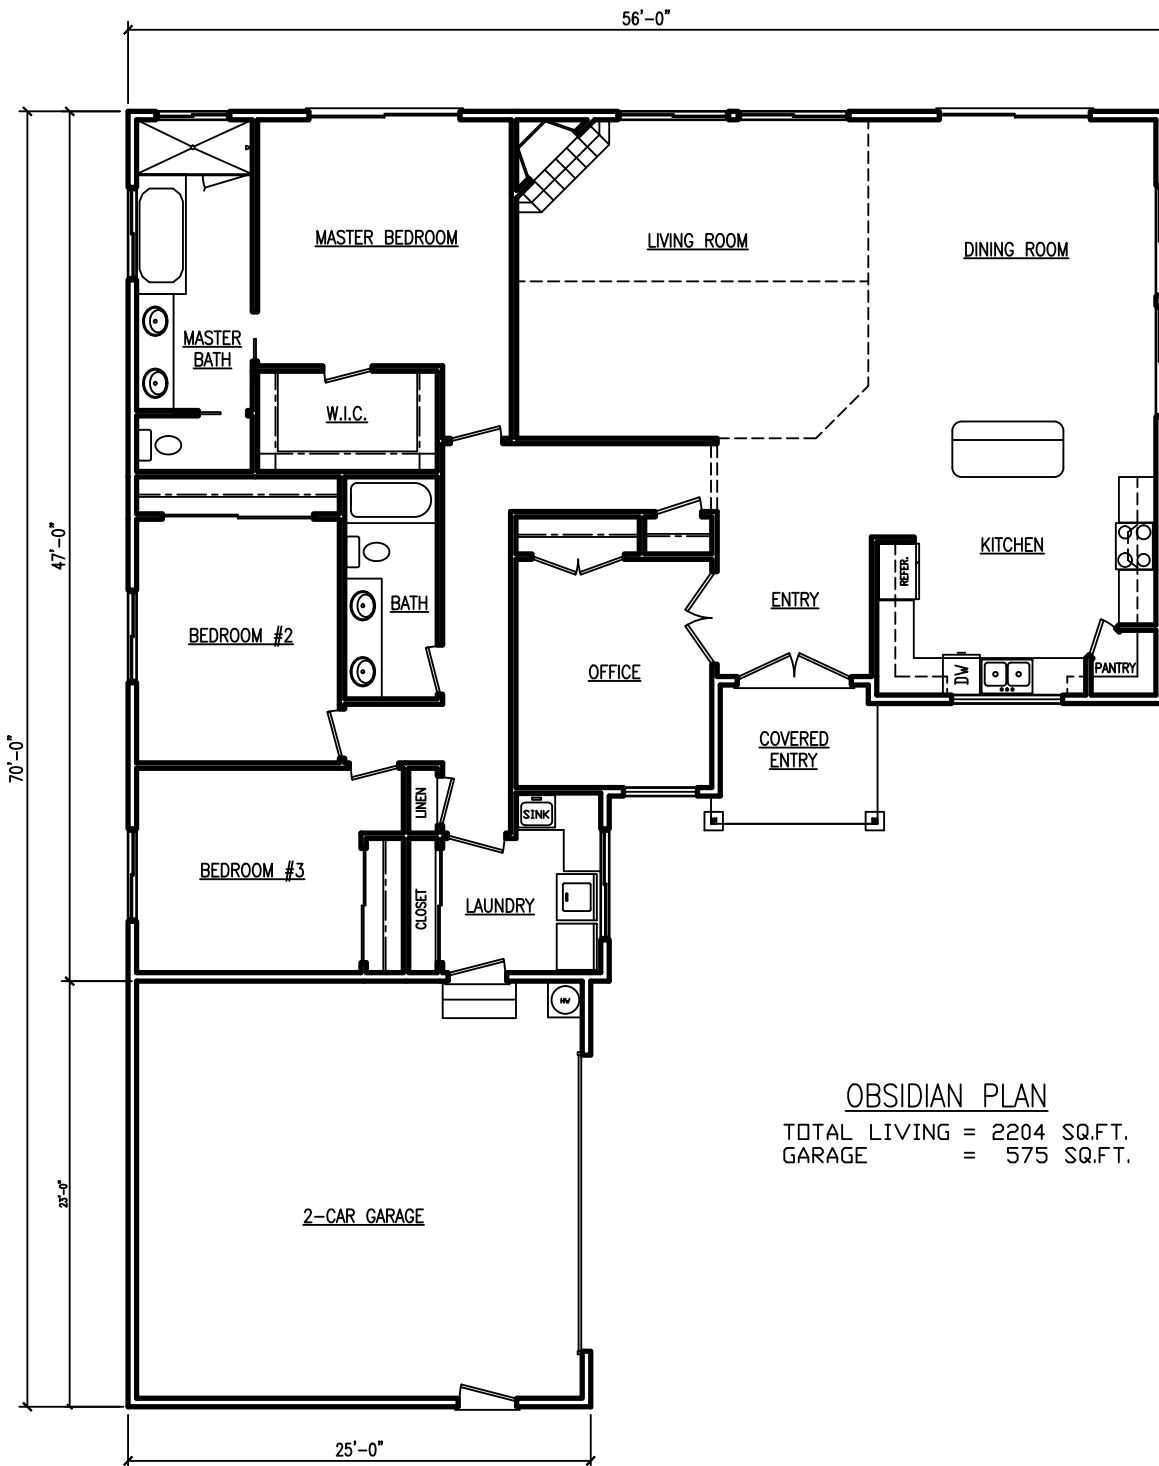 56'-0"
MASTER BEDROOM
LIVING ROOM
DINING ROOM
MASTER
BATH
W.I.C.
47'-0"
KITCHEN
REFER.
ENTRY
BATH
BEDROOM #2
OFFICE
DW
PANTRY
COVERED
ENTRY
70'-0"
LINEN
SINK
BEDROOM #3
CLOSET
LAUNDRY
HW
OBSIDIAN PLAN
TOTAL LIVING = 2204 SQ.FT.
GARAGE = 575 SQ.FT.
23'-0"
2-CAR GARAGE
25'-0"